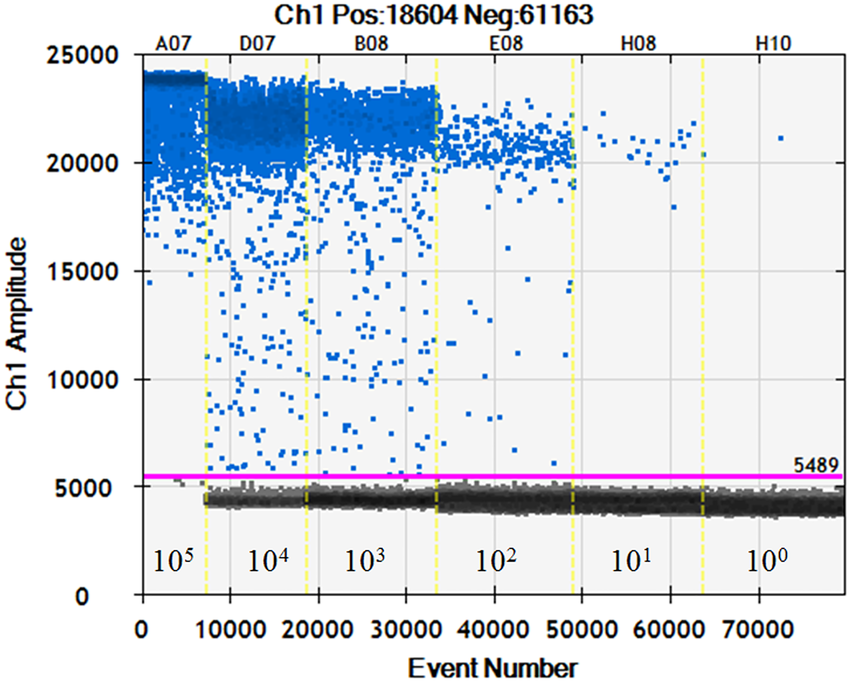 Ch1 Pos:18604 Neg:61163
A07 D07 B08 E08 H08 H10
25000
20000
15000
10000
5000
0
Ch1 Amplitude
5489
10⁵ 10⁴ 10³ 10² 10¹ 10⁰
0 10000 20000 30000 40000 50000 60000 70000
Event Number